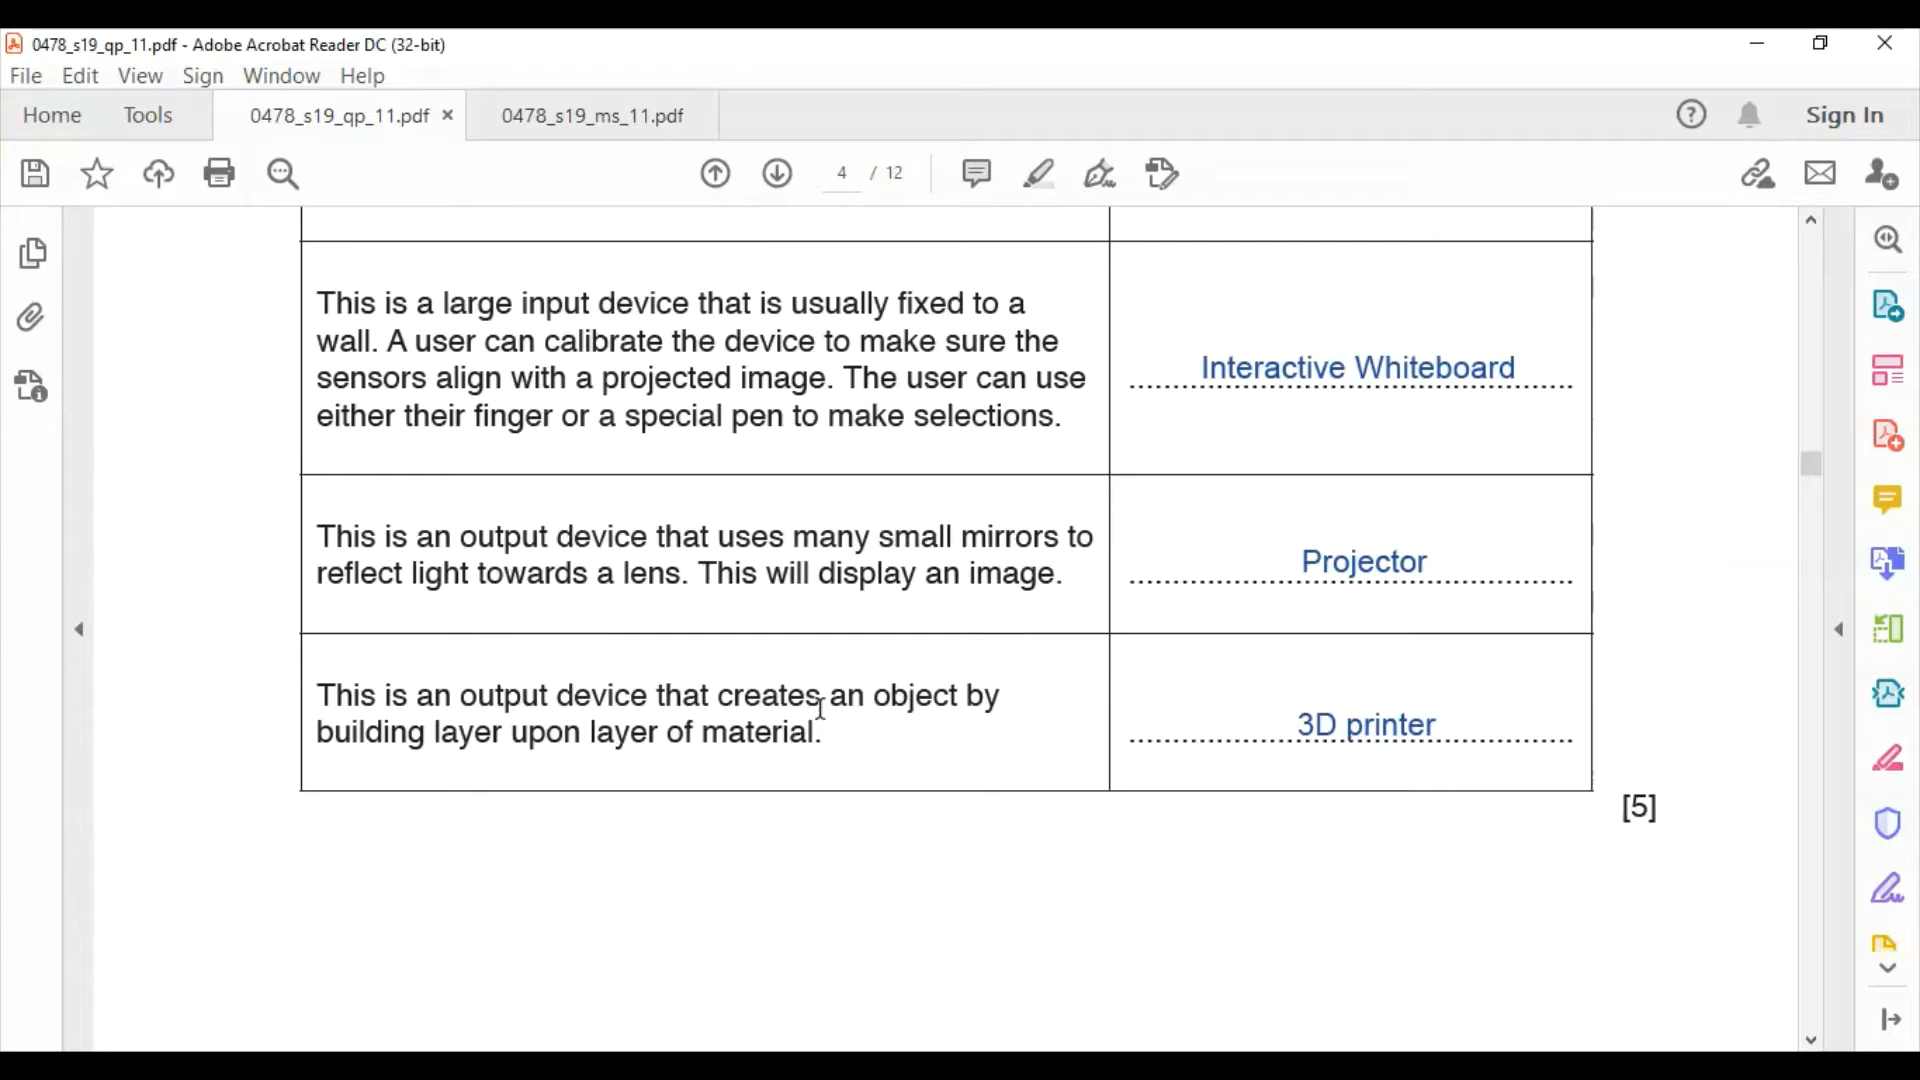 0478_s19_qp_11.pdf - Adobe Acrobat Reader DC (32-bit)
File Edit View Sign Window Help
Home Tools 0478_s19_qp_11.pdf × 0478_s19_ms_11.pdf Sign In
4 / 12
This is a large input device that is usually fixed to a
wall. A user can calibrate the device to make sure the
sensors align with a projected image. The user can use
either their finger or a special pen to make selections.
Interactive Whiteboard
This is an output device that uses many small mirrors to
reflect light towards a lens. This will display an image.
Projector
This is an output device that creates an object by
building layer upon layer of material.
3D printer
[5]